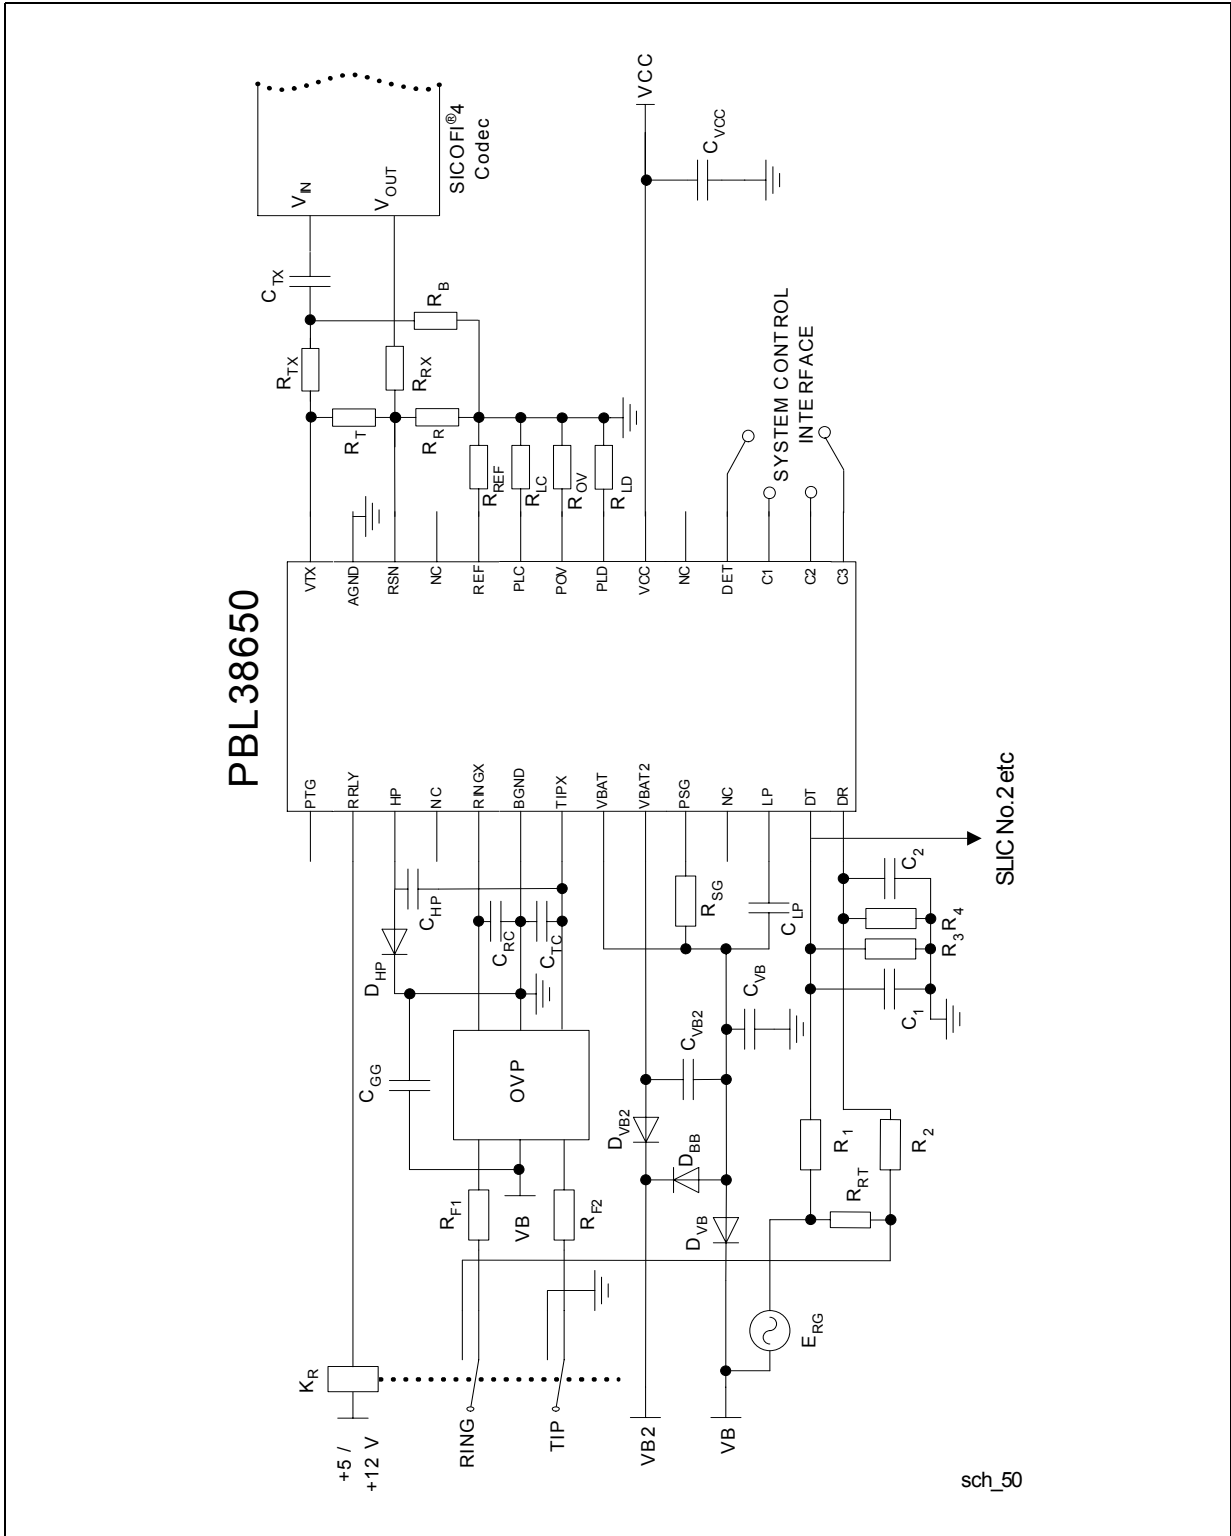 PBL38650
SICOFI®4
Codec
VIN
VOUT
CTX
RTX
RRX
RB
RT
RR
RREF
RLC
ROV
RLD
VCC
CVCC
SYSTEM CONTROL
INTERFACE
VTX
AGND
RSN
NC
REF
PLC
POV
PLD
VCC
NC
DET
C1
C2
C3
PTG
RRLY
HP
NC
RINGX
BGND
TIPX
VBAT
VBAT2
PSG
NC
LP
DT
DR
CHP
DHP
CRC
CTC
CGG
OVP
RF1
VB
RF2
RSG
CLP
CVB
CVB2
DVB2
DBB
DVB
C2
R4
R3
C1
R1
R2
RRT
ERG
SLIC No.2 etc
KR
+5 /
+12 V
RING
TIP
VB2
VB
sch_50